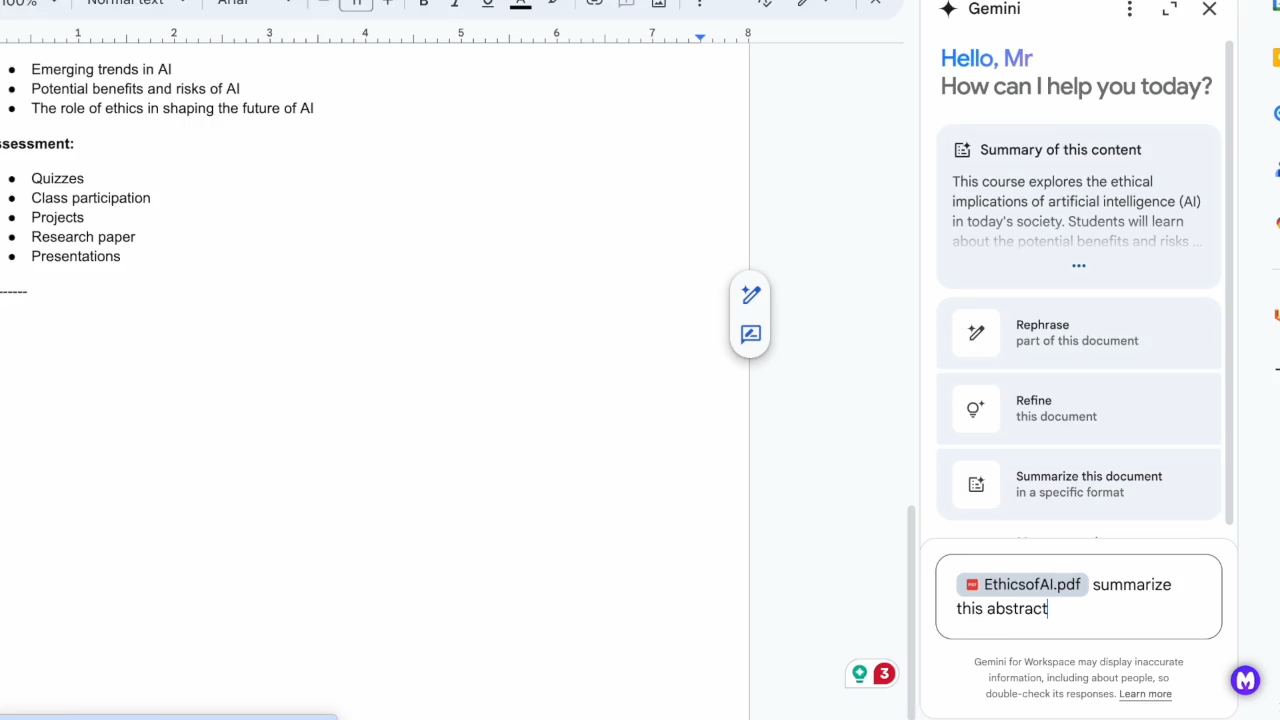 100%
Normal text
Arial
11
B
I
U
A
1 2 3 4 5 6 7 8
● Emerging trends in AI
● Potential benefits and risks of AI
● The role of ethics in shaping the future of AI
ssessment:
● Quizzes
● Class participation
● Projects
● Research paper
● Presentations
------
3
Gemini
Hello, Mr
How can I help you today?
Summary of this content
This course explores the ethical
implications of artificial intelligence (AI)
in today's society. Students will learn
about the potential benefits and risks ...
Rephrase
part of this document
Refine
this document
Summarize this document
in a specific format
PDF EthicsofAI.pdf summarize
this abstract
Gemini for Workspace may display inaccurate
information, including about people, so
double-check its responses. Learn more